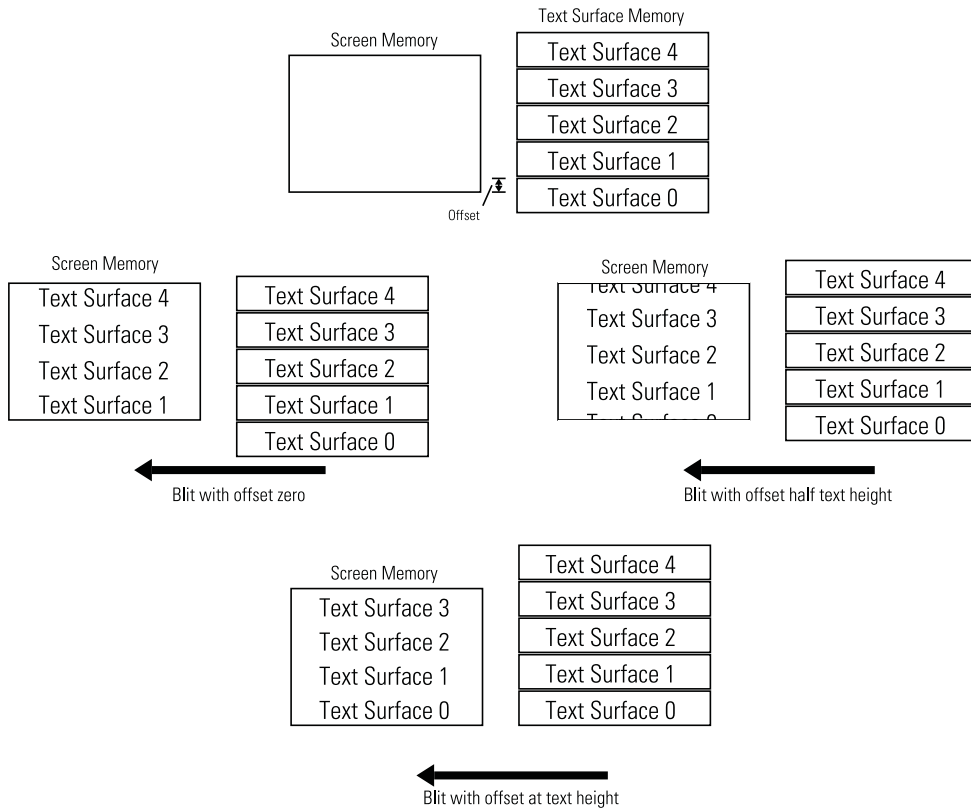 Text Surface Memory
Screen Memory
Text Surface 4
Text Surface 3
Text Surface 2
Text Surface 1
Text Surface 0
Offset
Screen Memory
Text Surface 4
Text Surface 3
Text Surface 2
Text Surface 1
Text Surface 4
Text Surface 3
Text Surface 2
Text Surface 1
Text Surface 0
Blit with offset zero
Screen Memory
Text Surface 4
Text Surface 3
Text Surface 2
Text Surface 1
Text Surface 0
Text Surface 4
Text Surface 3
Text Surface 2
Text Surface 1
Text Surface 0
Blit with offset half text height
Screen Memory
Text Surface 3
Text Surface 2
Text Surface 1
Text Surface 0
Text Surface 4
Text Surface 3
Text Surface 2
Text Surface 1
Text Surface 0
Blit with offset at text height